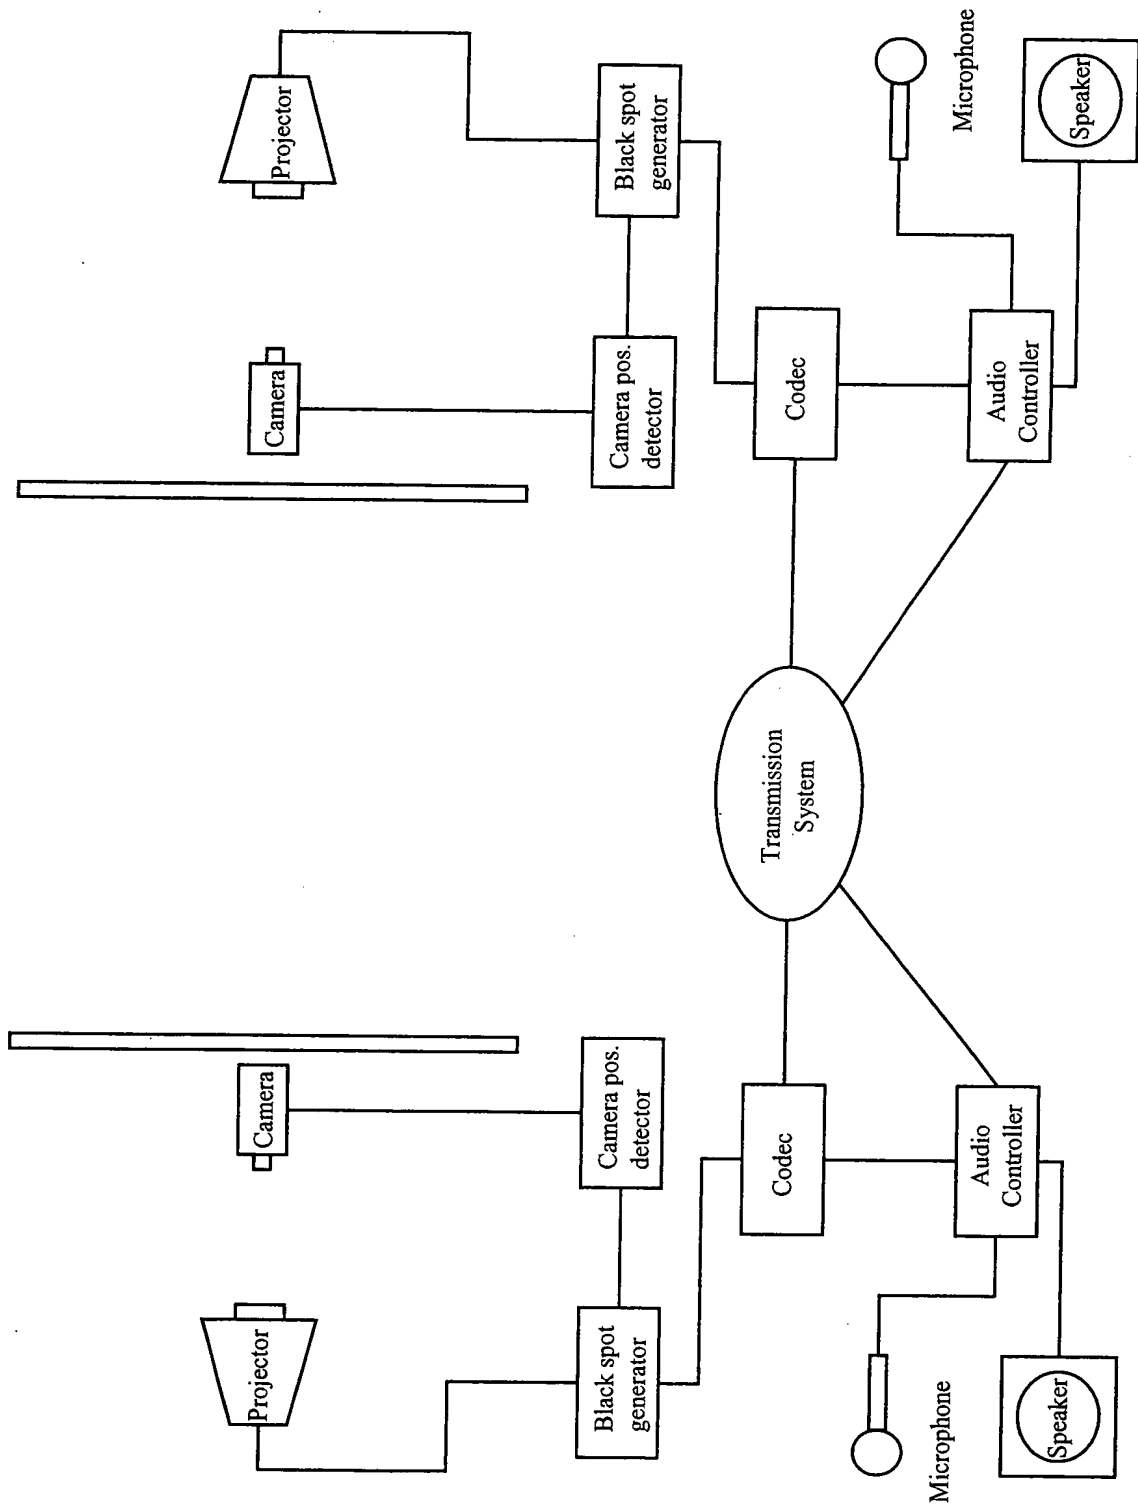 Projector
Camera
Camera
Projector
Black spot
generator
Camera pos.
detector
Camera pos.
detector
Black spot
generator
Codec
Transmission
System
Codec
Microphone
Audio
Controller
Audio
Controller
Microphone
Speaker
Speaker